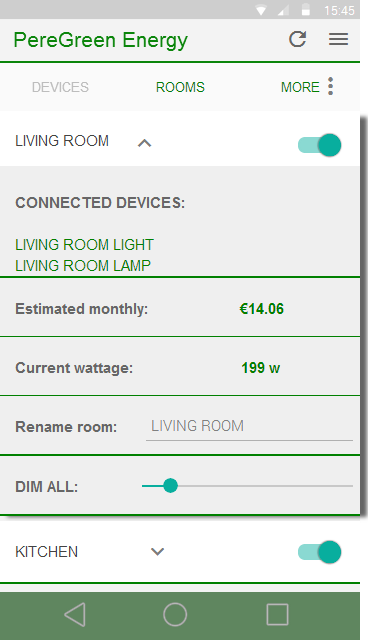 15:45
PereGreen Energy
DEVICES ROOMS MORE
LIVING ROOM
CONNECTED DEVICES:
LIVING ROOM LIGHT
LIVING ROOM LAMP
Estimated monthly: €14.06
Current wattage: 199 w
Rename room: LIVING ROOM
DIM ALL:
KITCHEN